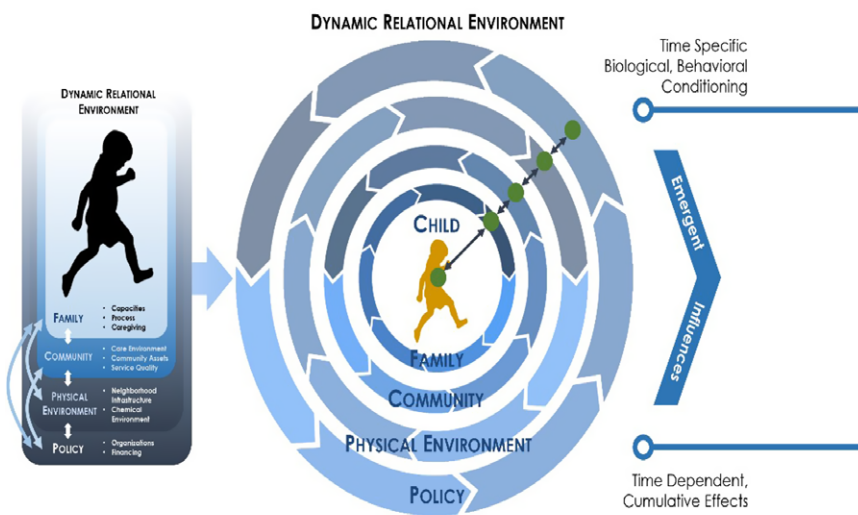 DYNAMIC RELATIONAL ENVIRONMENT
DYNAMIC RELATIONAL
ENVIRONMENT
FAMILY
• Capacities
• Process
• Caregiving
COMMUNITY
• Care Environment
• Community Assets
• Service Quality
PHYSICAL
ENVIRONMENT
• Neighborhood
Infrastructure
• Chemical
Environment
POLICY
• Organizations
• Financing
CHILD
FAMILY
COMMUNITY
PHYSICAL ENVIRONMENT
POLICY
Time Specific
Biological, Behavioral
Conditioning
Emergent
Influences
Time Dependent,
Cumulative Effects